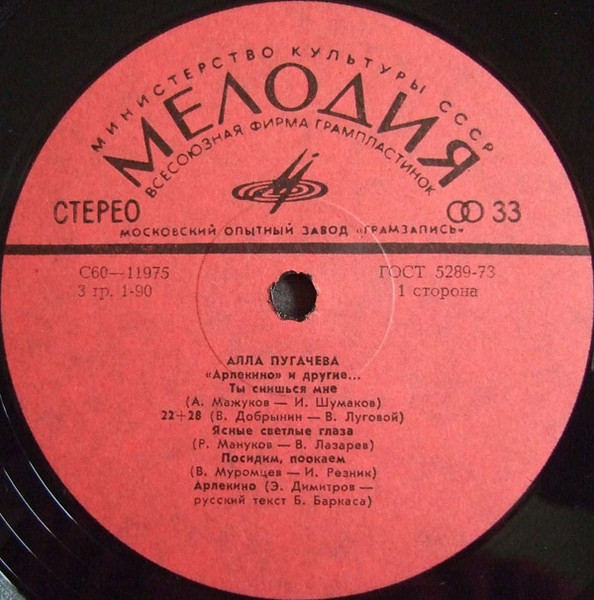 МИНИСТЕРСТВО КУЛЬТУРЫ СССР
МЕЛОДИЯ
ВСЕСОЮЗНАЯ ФИРМА ГРАМПЛАСТИНОК
СТЕРЕО 33
МОСКОВСКИЙ ОПЫТНЫЙ ЗАВОД «ГРАМЗАПИСЬ»
С60—11975 ГОСТ 5289-73
3 гр. 1-90 1 сторона
АЛЛА ПУГАЧЕВА
«Арлекино» и другие...
Ты снишься мне
(А. Мажуков — И. Шумаков)
22+28 (В. Добрынин — В. Луговой)
Ясные светлые глаза
(Р. Мануков — В. Лазарев)
Посидим, поокаем
(В. Муромцев — И. Резник)
Арлекино (Э. Димитров —
русский текст Б. Баркаса)